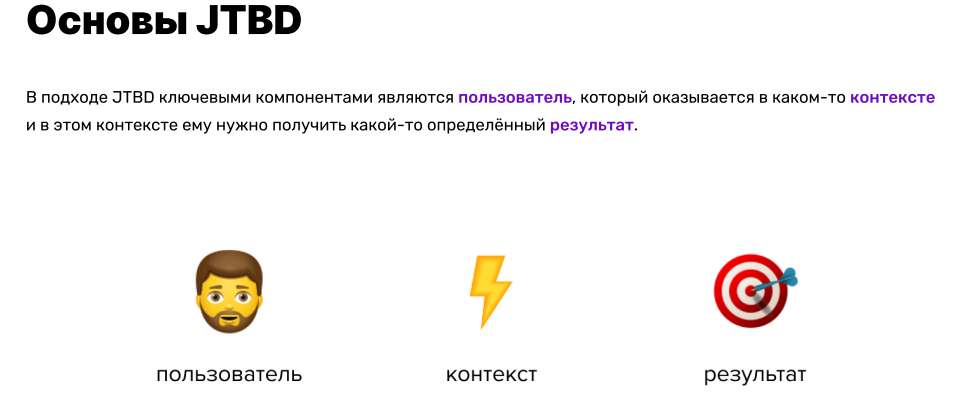 Основы JTBD
В подходе JTBD ключевыми компонентами являются пользователь, который оказывается в каком-то контексте
и в этом контексте ему нужно получить какой-то определённый результат.
пользователь контекст результат